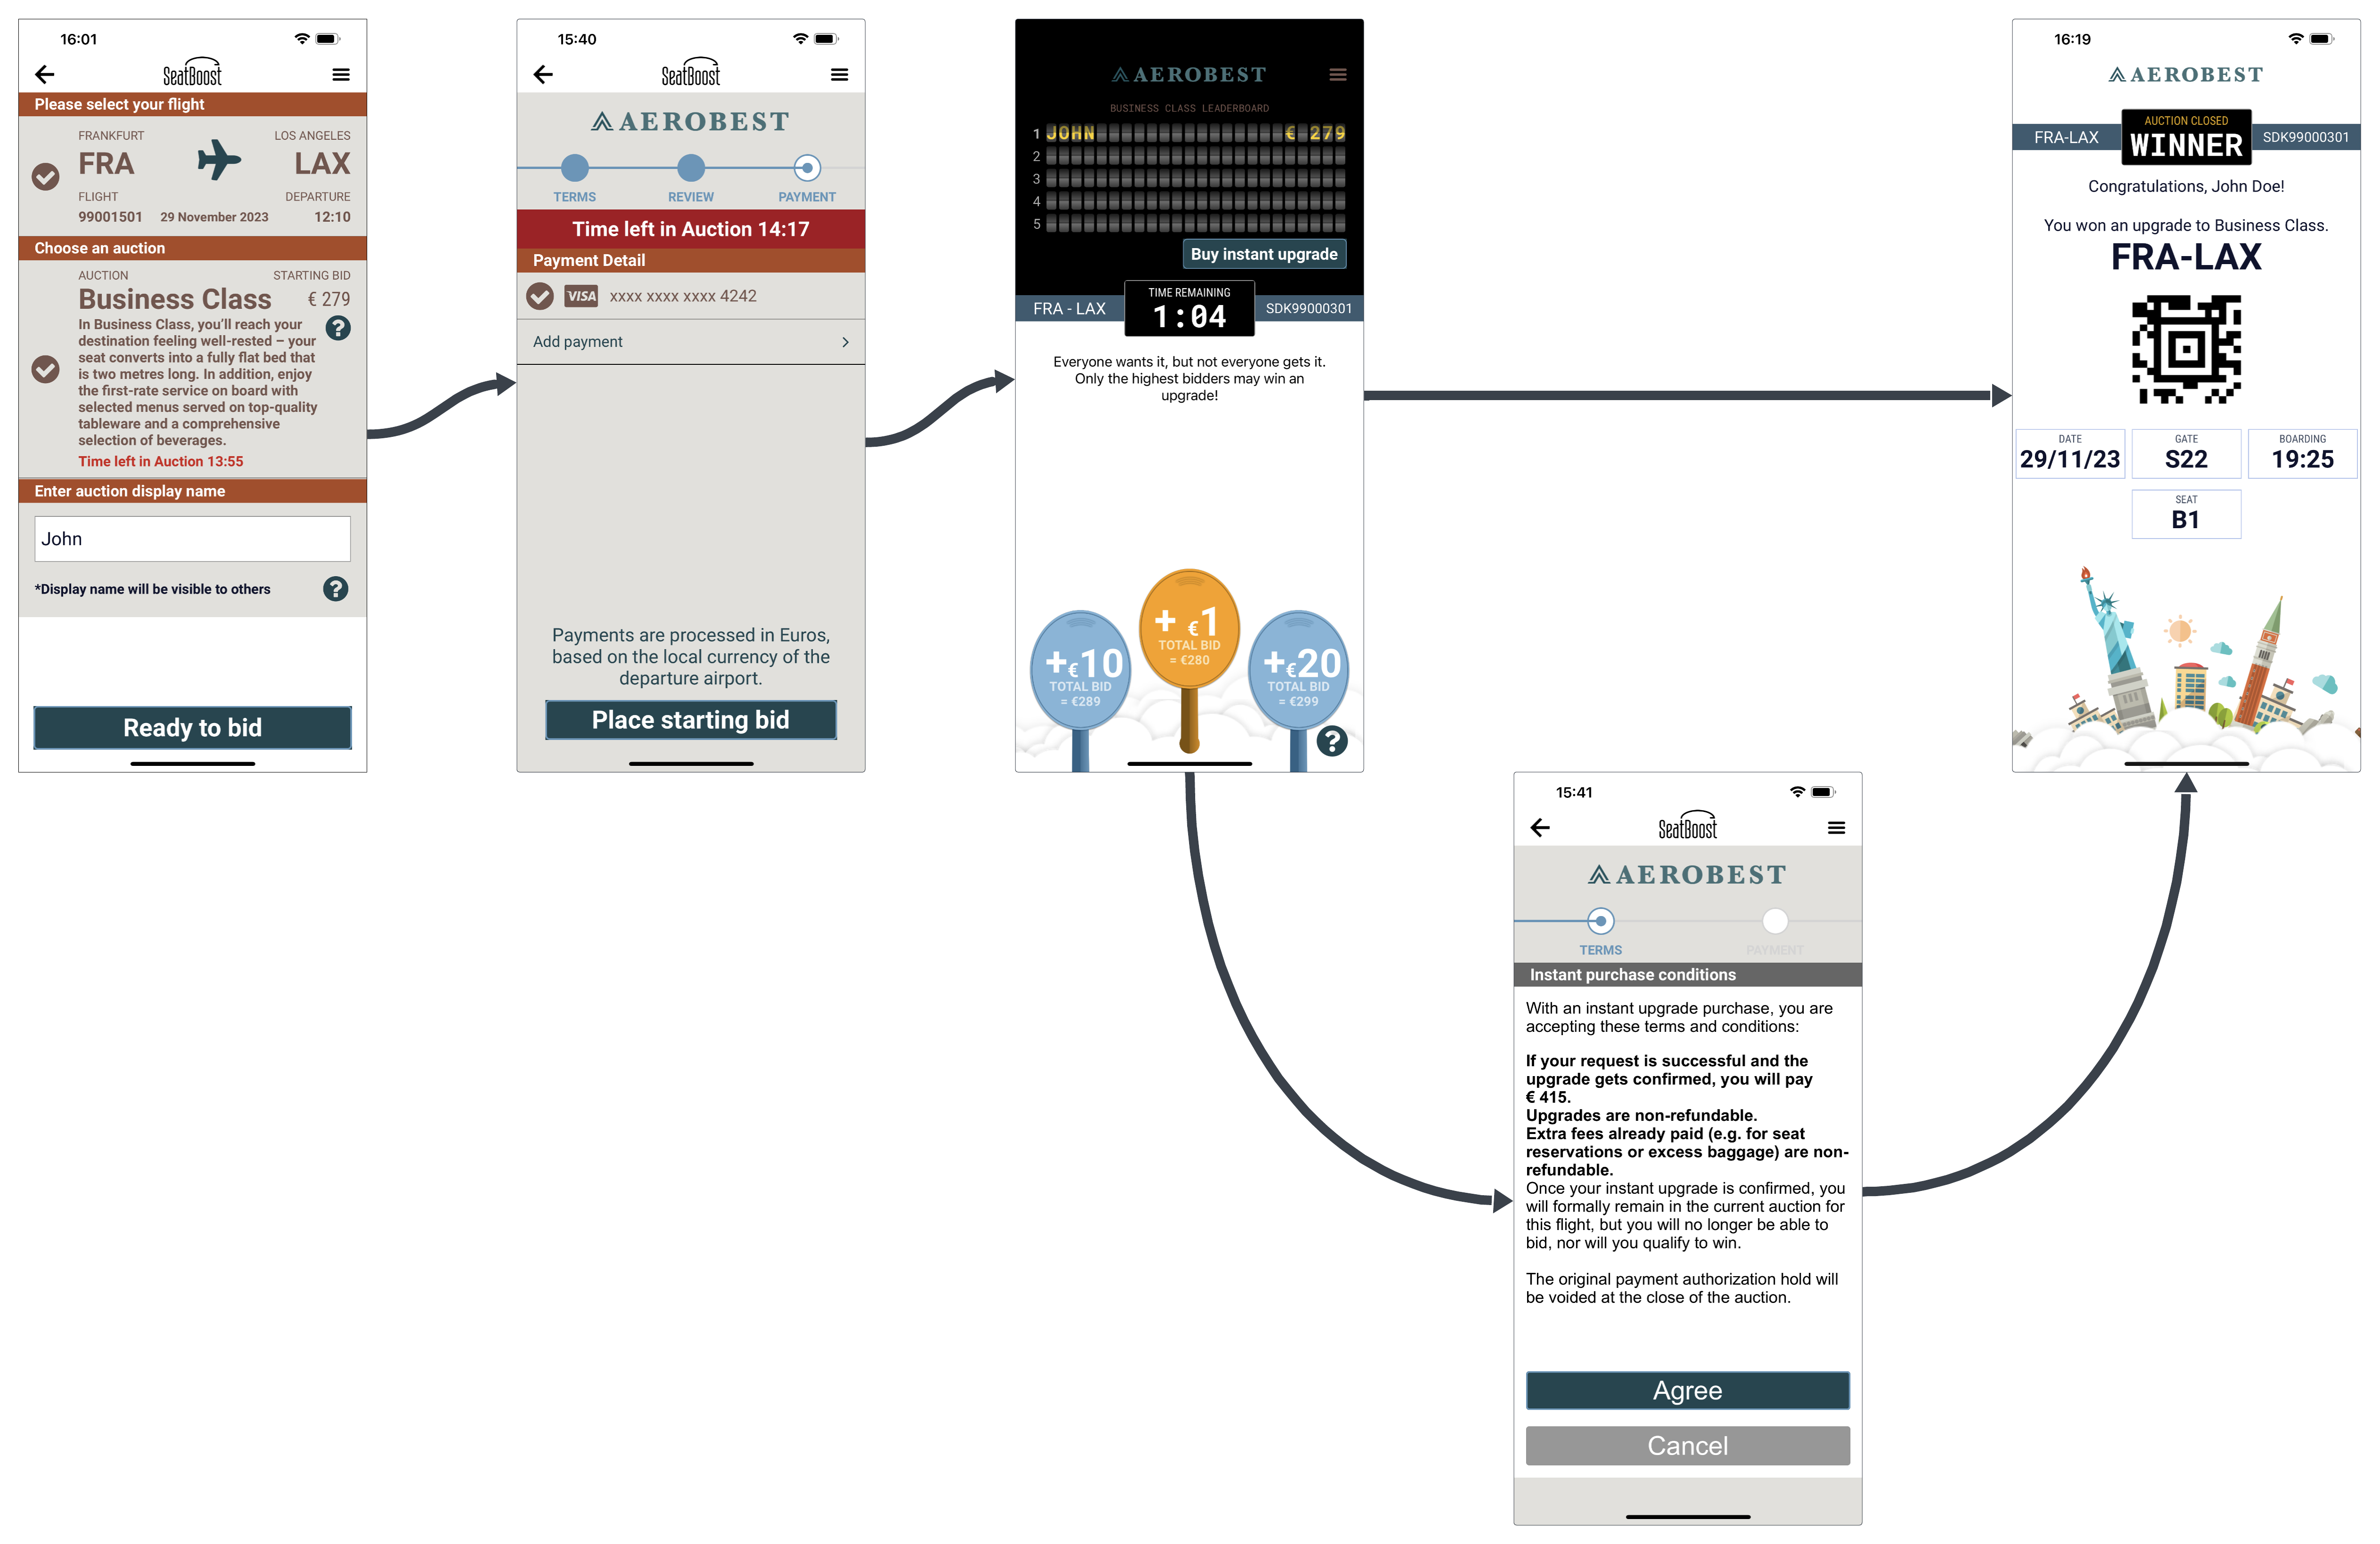 16:01
SeatBoost
Please select your flight
FRANKFURT LOS ANGELES
FRA LAX
FLIGHT DEPARTURE
99001501 29 November 2023 12:10
Choose an auction
AUCTION STARTING BID
Business Class € 279
In Business Class, you'll reach your
destination feeling well-rested – your
seat converts into a fully flat bed that
is two metres long. In addition, enjoy
the first-rate service on board with
selected menus served on top-quality
tableware and a comprehensive
selection of beverages.
?
Time left in Auction 13:55
Enter auction display name
John
*Display name will be visible to others ?
Ready to bid
15:40
SeatBoost
AEROBEST
TERMS REVIEW PAYMENT
Time left in Auction 14:17
Payment Detail
VISA xxxx xxxx xxxx 4242
Add payment
Payments are processed in Euros,
based on the local currency of the
departure airport.
Place starting bid
AEROBEST
BUSINESS CLASS LEADERBOARD
1 JOHN € 279
2
3
4
5
Buy instant upgrade
TIME REMAINING
FRA - LAX 1:04 SDK99000301
Everyone wants it, but not everyone gets it.
Only the highest bidders may win an
upgrade!
+€10
TOTAL BID
= €289
+ €1
TOTAL BID
= €280
+€20
TOTAL BID
= €299
?
15:41
SeatBoost
AEROBEST
TERMS PAYMENT
Instant purchase conditions
With an instant upgrade purchase, you are
accepting these terms and conditions:
If your request is successful and the
upgrade gets confirmed, you will pay
€ 415.
Upgrades are non-refundable.
Extra fees already paid (e.g. for seat
reservations or excess baggage) are non-
refundable.
Once your instant upgrade is confirmed, you
will formally remain in the current auction for
this flight, but you will no longer be able to
bid, nor will you qualify to win.
The original payment authorization hold will
be voided at the close of the auction.
Agree
Cancel
16:19
AEROBEST
AUCTION CLOSED
FRA-LAX WINNER SDK99000301
Congratulations, John Doe!
You won an upgrade to Business Class.
FRA-LAX
DATE GATE BOARDING
29/11/23 S22 19:25
SEAT
B1